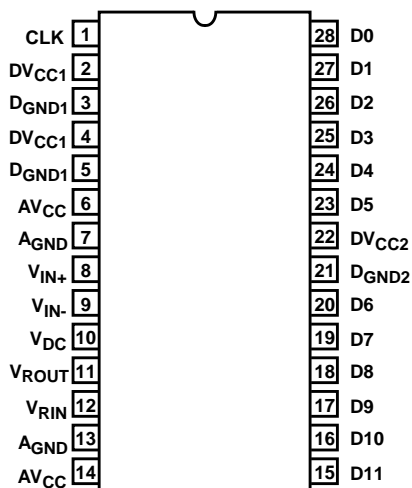 CLK 1 28 D0
DVCC1 2 27 D1
DGND1 3 26 D2
DVCC1 4 25 D3
DGND1 5 24 D4
AVCC 6 23 D5
AGND 7 22 DVCC2
VIN+ 8 21 DGND2
VIN- 9 20 D6
VDC 10 19 D7
VROUT 11 18 D8
VRIN 12 17 D9
AGND 13 16 D10
AVCC 14 15 D11